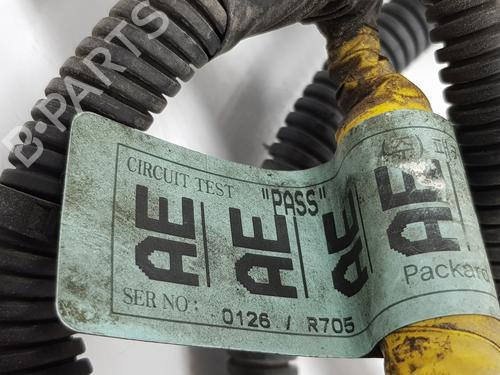 B-PARTS
CIRCUIT TEST "PASS"
AE AE AE AE
SER NO: 0126 / R705
Packard